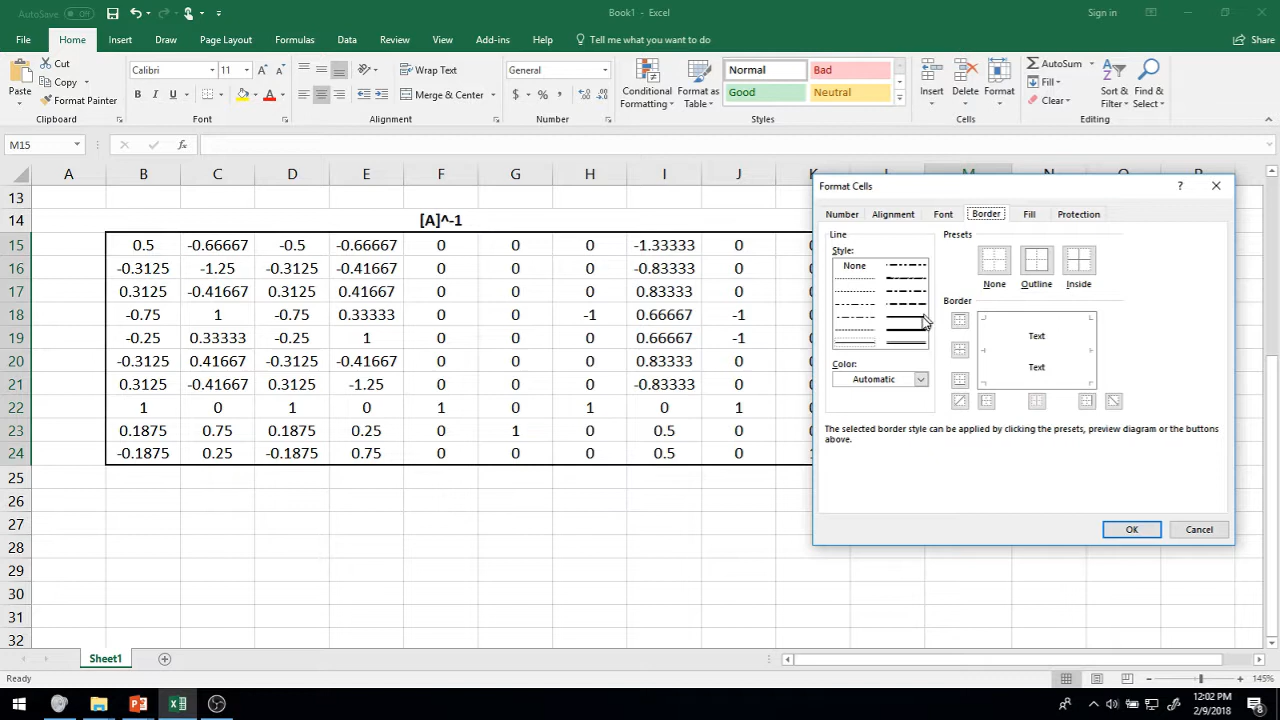 AutoSave Off Book1 - Excel Sign in
File Home Insert Draw Page Layout Formulas Data Review View Add-ins Help Tell me what you want to do Share
Cut Calibri 11 Wrap Text General Normal Bad AutoSum
Copy Fill
Paste Format Painter B I U Merge & Center $ % Conditional Formatting Format as Table Good Neutral Insert Delete Format Clear Sort & Filter Find & Select
Clipboard Font Alignment Number Styles Cells Editing
M15 fx
A B C D E F G H I J
13
14 [A]^-1
15 0.5 -0.66667 -0.5 -0.66667 0 0 0 -1.33333 0
16 -0.3125 -1.25 -0.3125 -0.41667 0 0 0 -0.83333 0
17 0.3125 -0.41667 0.3125 -0.41667 0 0 0 0.83333 0
18 -0.75 1 -0.75 0.33333 0 0 -1 0.66667 -1
19 -0.25 0.33333 -0.25 1 0 0 0 0.66667 -1
20 -0.3125 -0.41667 -0.3125 -0.41667 0 0 0 0.83333 0
21 0.3125 -0.41667 0.3125 -1.25 0 0 0 -0.83333 0
22 1 0 1 0 1 0 1 0 1
23 0.1875 0.75 0.1875 0.25 0 1 0 0.5 0
24 -0.1875 0.25 -0.1875 0.75 0 0 0 0.5 0
25
26
27
28
29
30
31
32
Format Cells ?
Number Alignment Font Border Fill Protection
Line Presets
Style:
None
None Outline Inside
Border
Text
Text
Color:
Automatic
The selected border style can be applied by clicking the presets, preview diagram or the buttons
above.
OK Cancel
Sheet1
Ready 145%
12:02 PM
2/9/2018